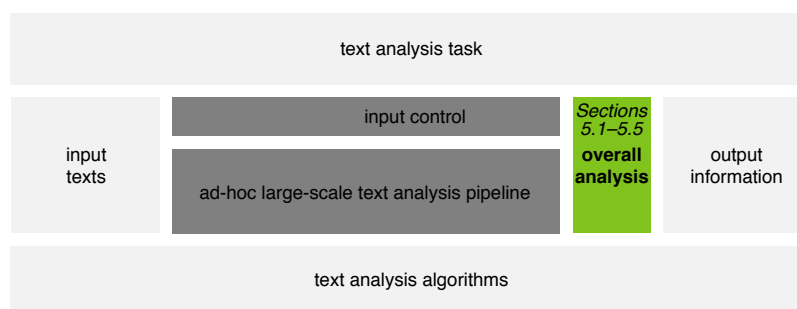 text analysis task
input control
Sections
5.1–5.5
overall
analysis
input
texts
ad-hoc large-scale text analysis pipeline
output
information
text analysis algorithms